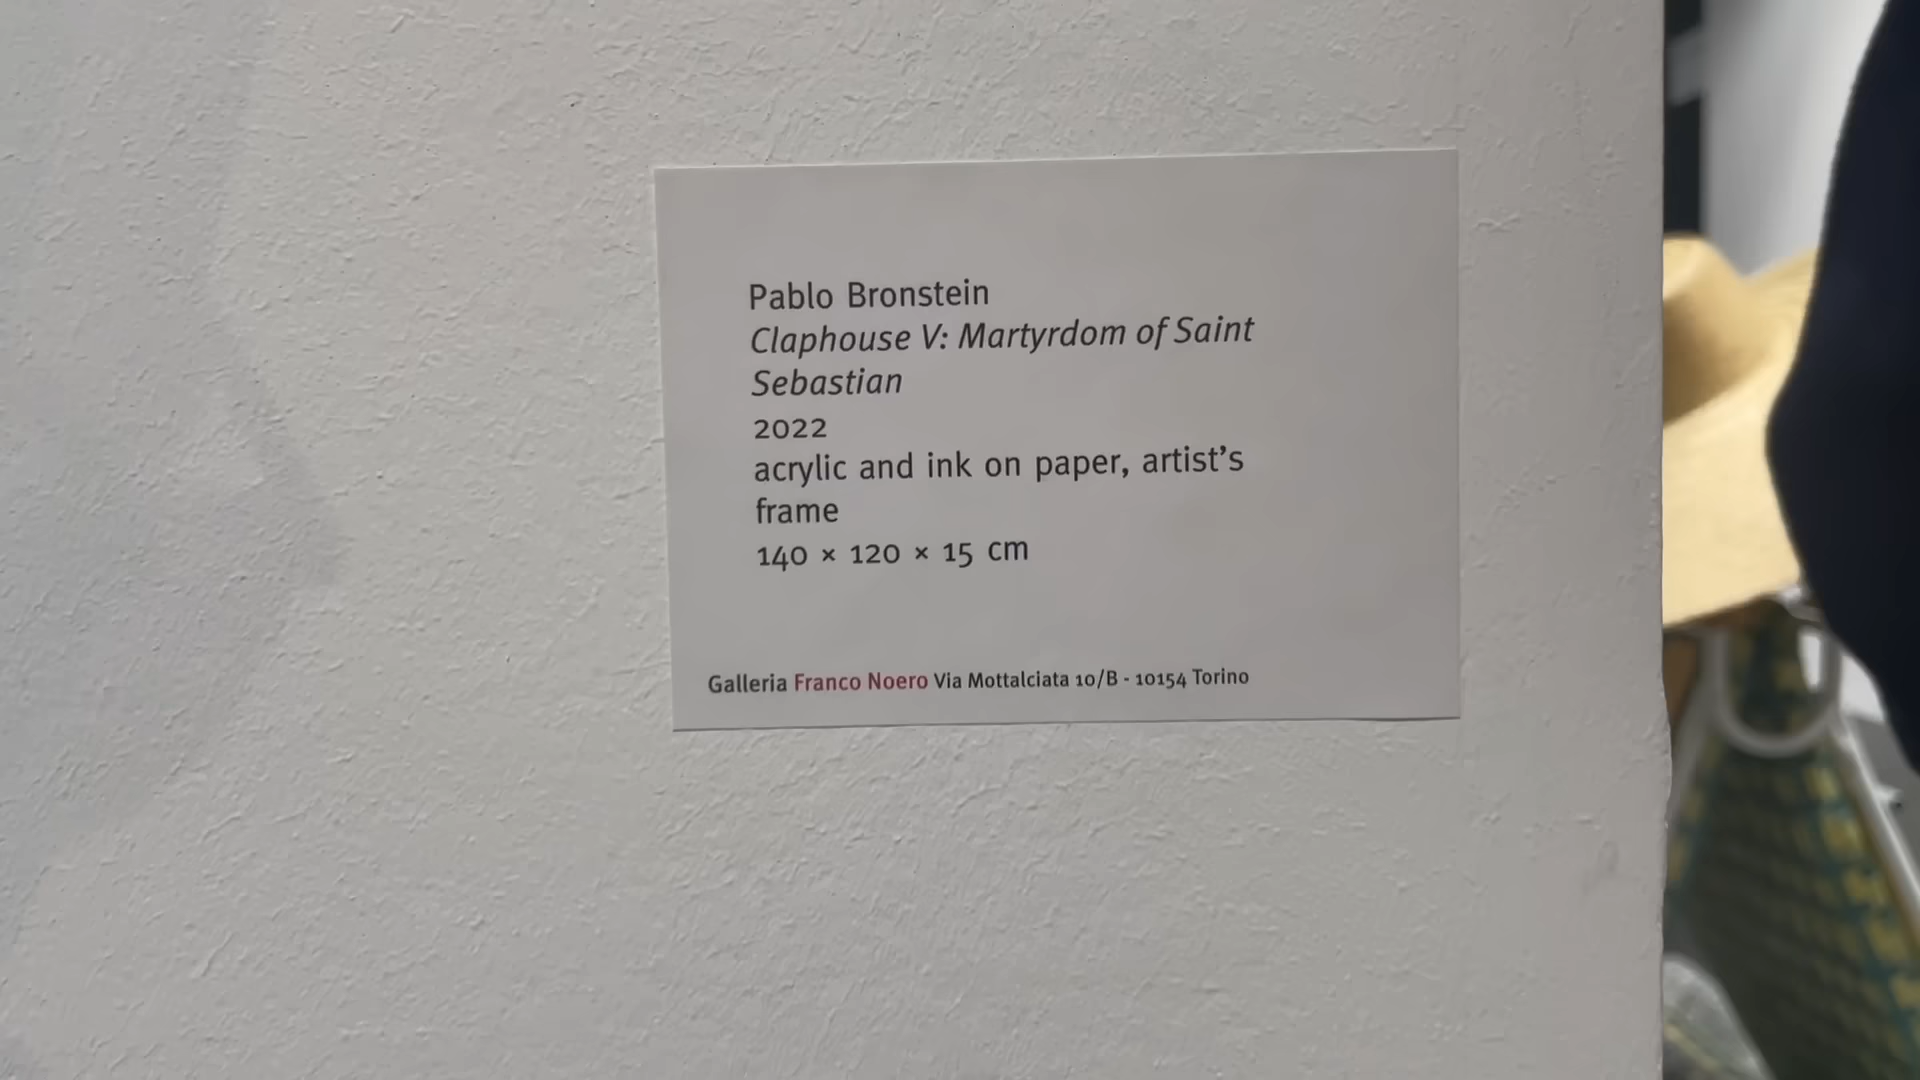 Pablo Bronstein
Claphouse V: Martyrdom of Saint
Sebastian
2022
acrylic and ink on paper, artist’s
frame
140 × 120 × 15 cm
Galleria Franco Noero Via Mottalciata 10/B - 10154 Torino